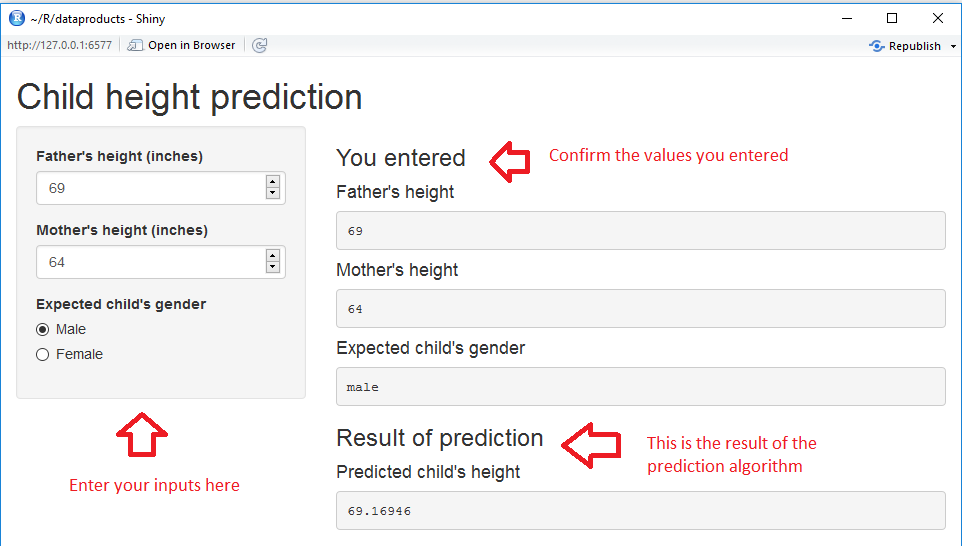 ~/R/dataproducts - Shiny
http://127.0.0.1:6577
Open in Browser
Republish
Child height prediction
Father's height (inches)
69
Mother's height (inches)
64
Expected child's gender
Male
Female
Enter your inputs here
You entered
Confirm the values you entered
Father's height
69
Mother's height
64
Expected child's gender
male
Result of prediction
This is the result of the
prediction algorithm
Predicted child's height
69.16946